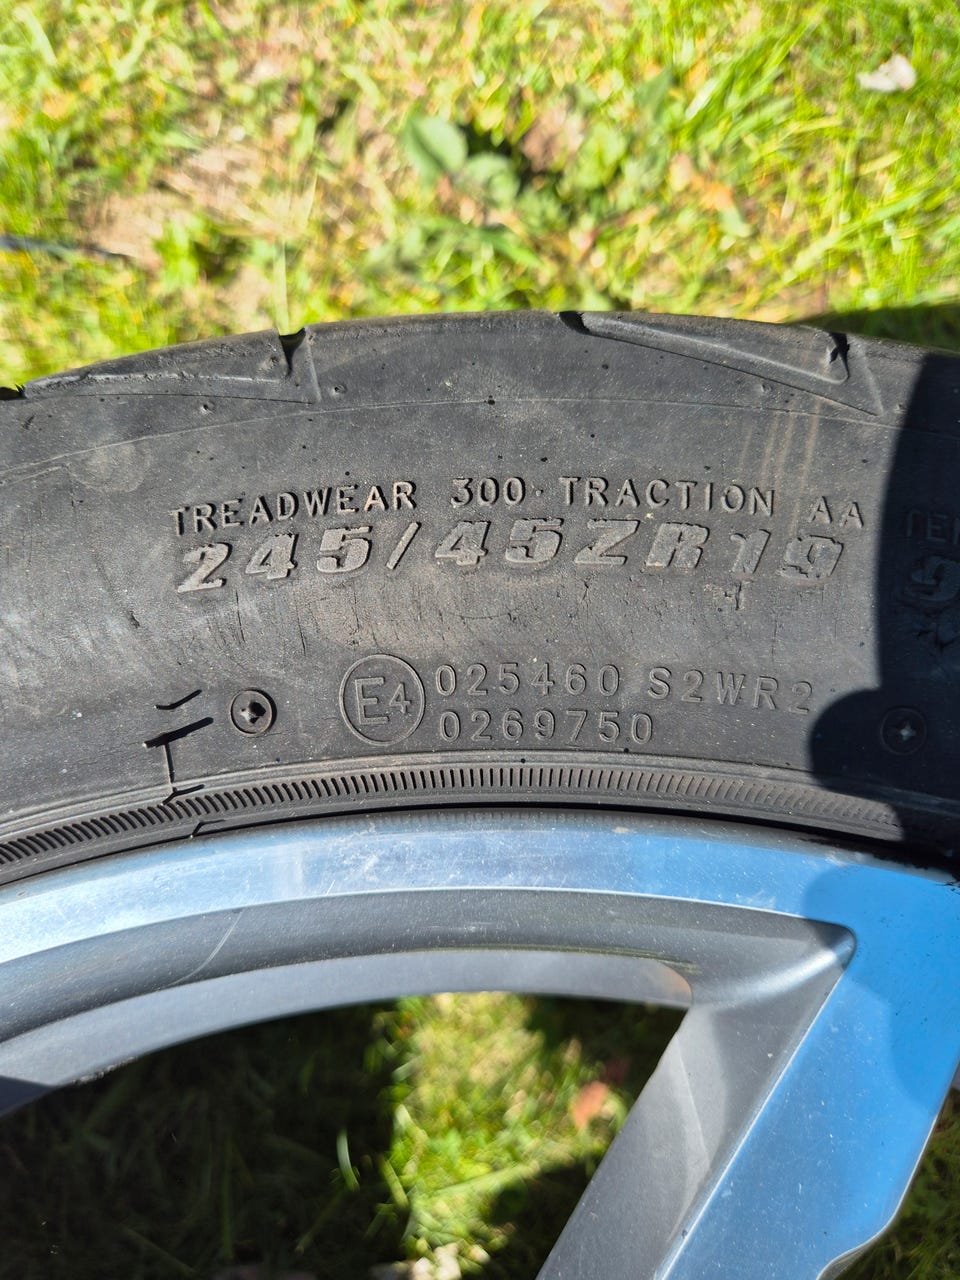 TREADWEAR 300 · TRACTION AA
245/45ZR19
E4
025460 S2WR2
0269750